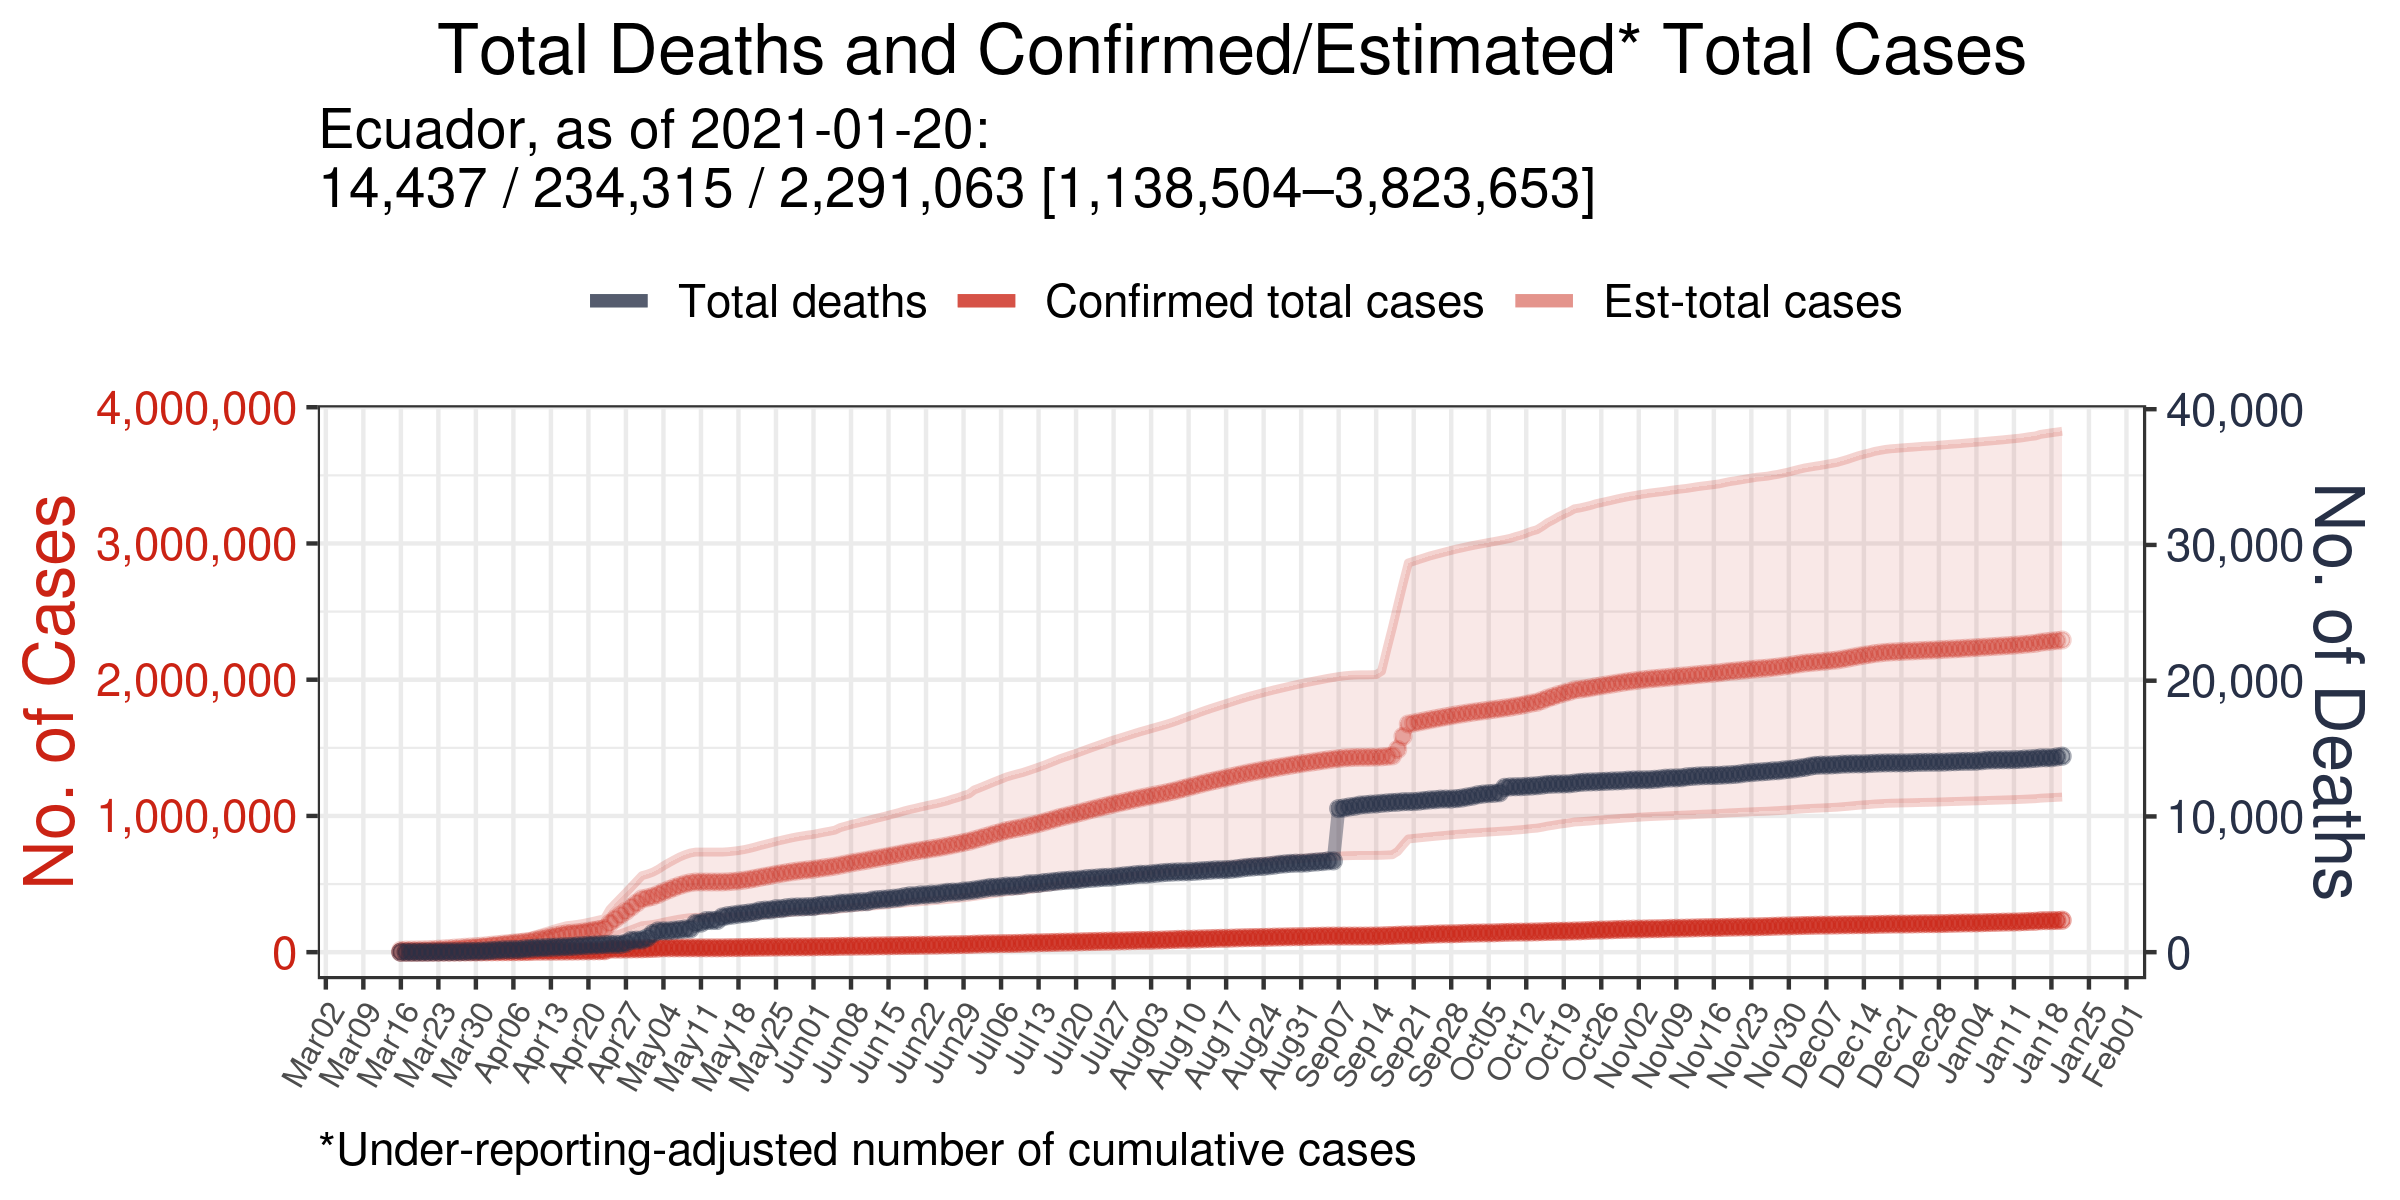 Total Deaths and Confirmed/Estimated* Total Cases
Ecuador, as of 2021-01-20:
14,437 / 234,315 / 2,291,063 [1,138,504–3,823,653]
Total deaths
Confirmed total cases
Est-total cases
No. of Cases
4,000,000
3,000,000
2,000,000
1,000,000
0
40,000
30,000
20,000
10,000
0
No. of Deaths
Mar02
Mar09
Mar16
Mar23
Mar30
Apr06
Apr13
Apr20
Apr27
May04
May11
May18
May25
Jun01
Jun08
Jun15
Jun22
Jun29
Jul06
Jul13
Jul20
Jul27
Aug03
Aug10
Aug17
Aug24
Aug31
Sep07
Sep14
Sep21
Sep28
Oct05
Oct12
Oct19
Oct26
Nov02
Nov09
Nov16
Nov23
Nov30
Dec07
Dec14
Dec21
Dec28
Jan04
Jan11
Jan18
Jan25
Feb01
*Under-reporting-adjusted number of cumulative cases